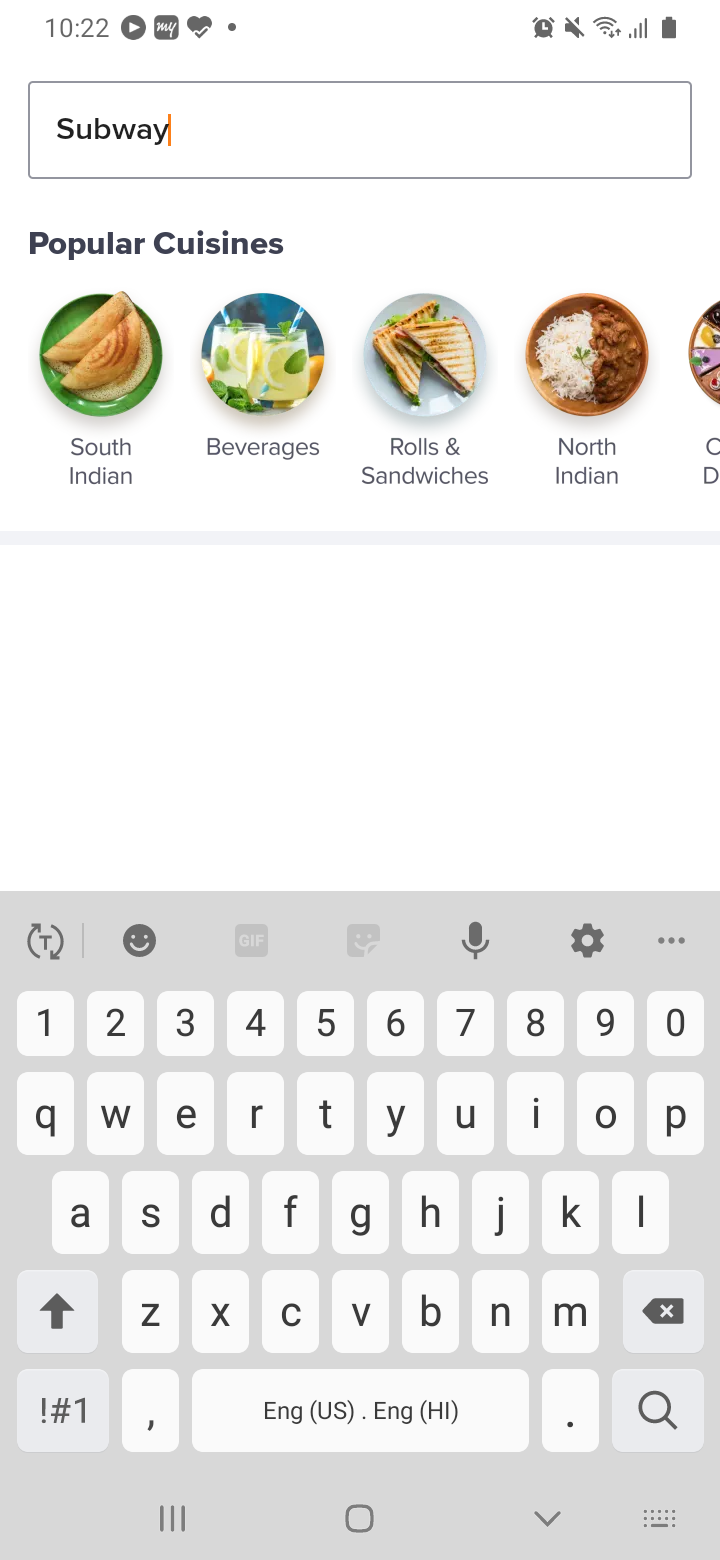 10:22 my
Subway
Popular Cuisines
South Indian
Beverages
Rolls & Sandwiches
North Indian
GIF
1 2 3 4 5 6 7 8 9 0
q w e r t y u i o p
a s d f g h j k l
z x c v b n m
!#1 , Eng (US) . Eng (HI) .